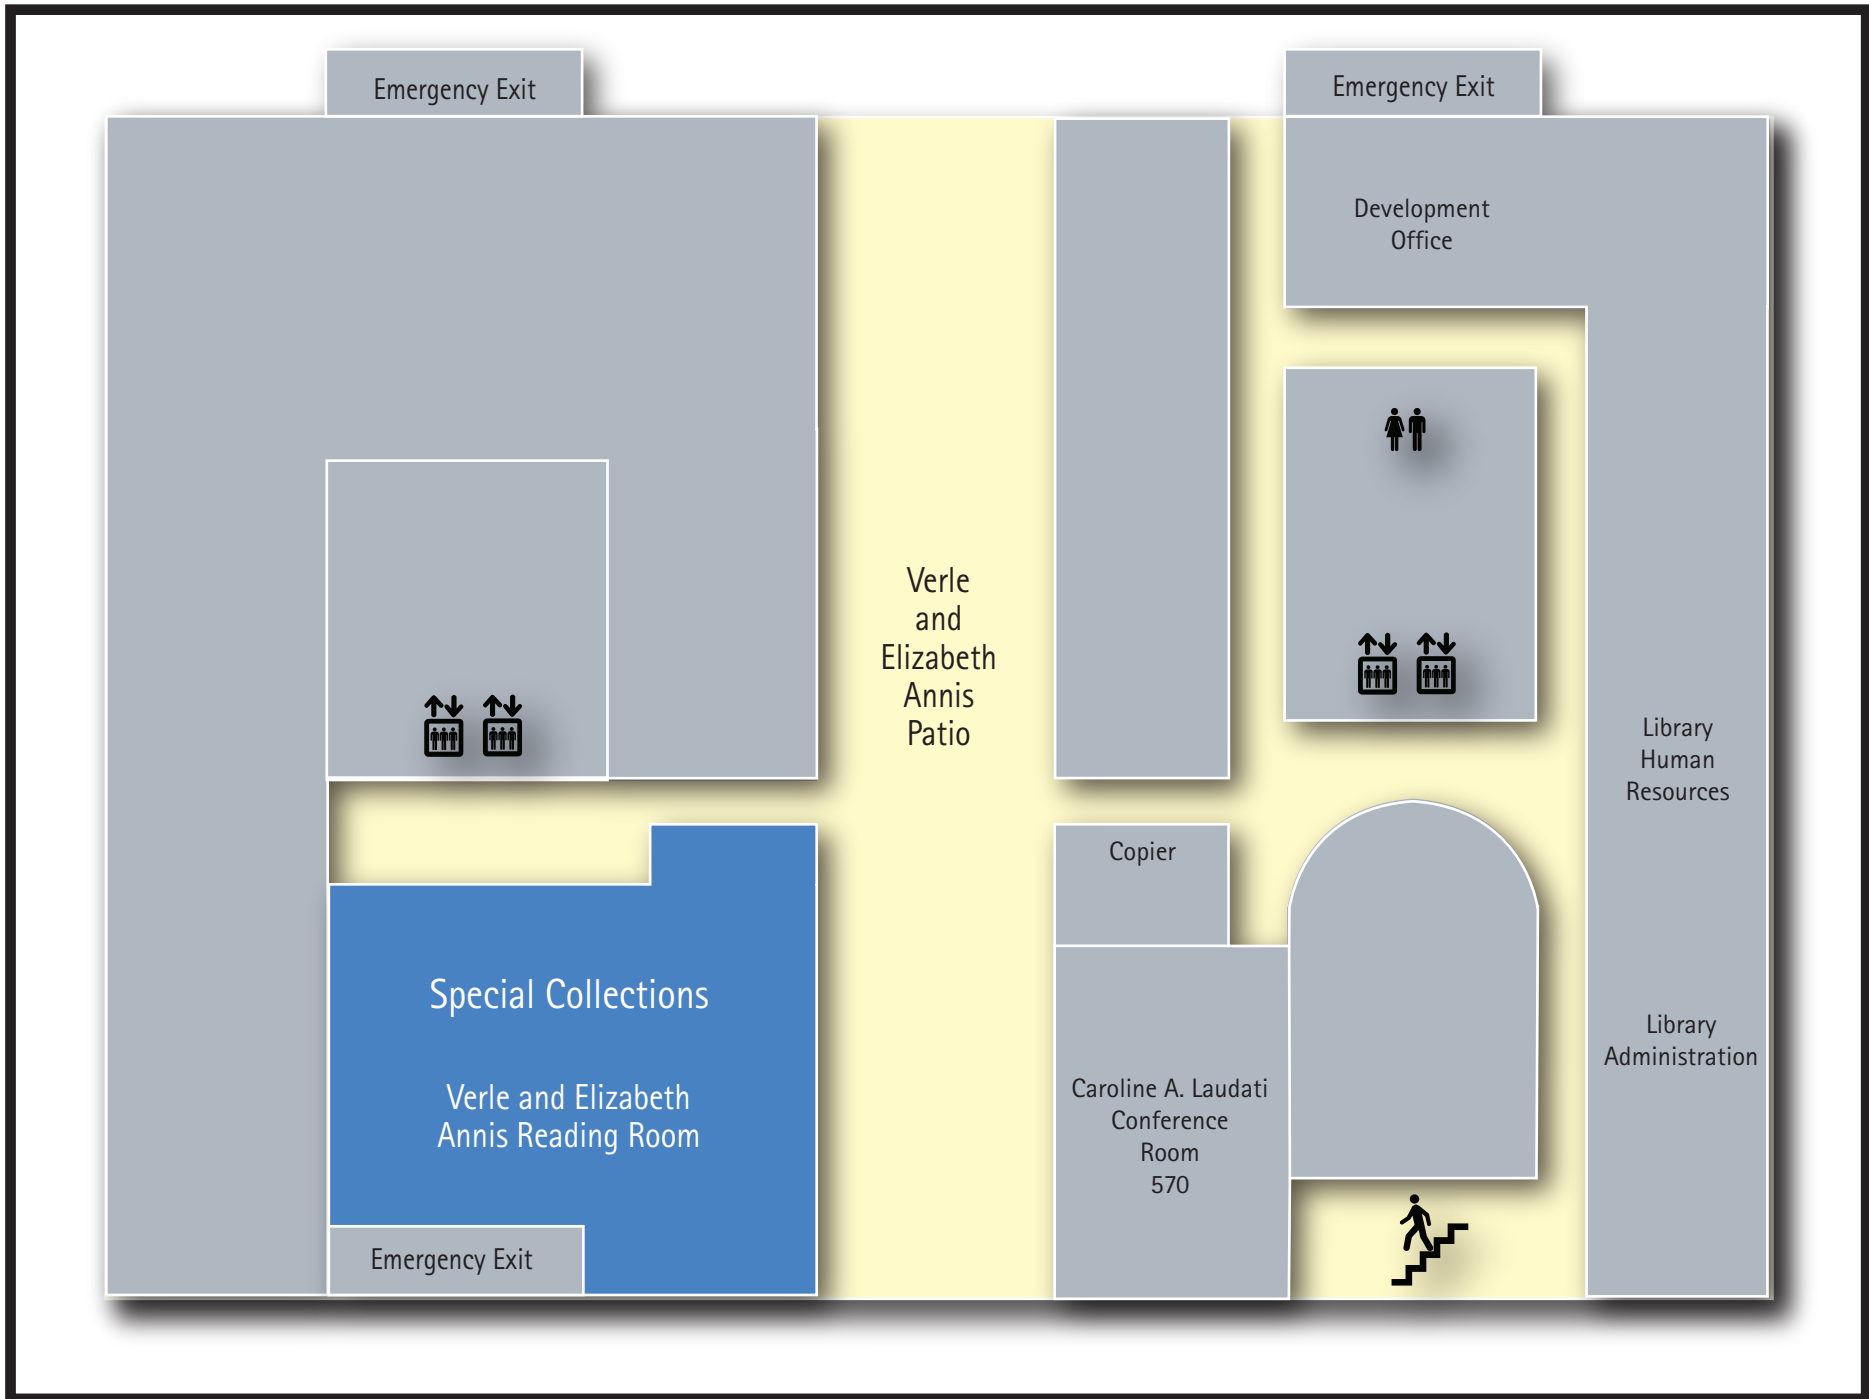 Emergency Exit
Emergency Exit
Development
Office
Verle
and
Elizabeth
Annis
Patio
Library
Human
Resources
Copier
Special Collections
Verle and Elizabeth
Annis Reading Room
Emergency Exit
Caroline A. Laudati
Conference
Room
570
Library
Administration